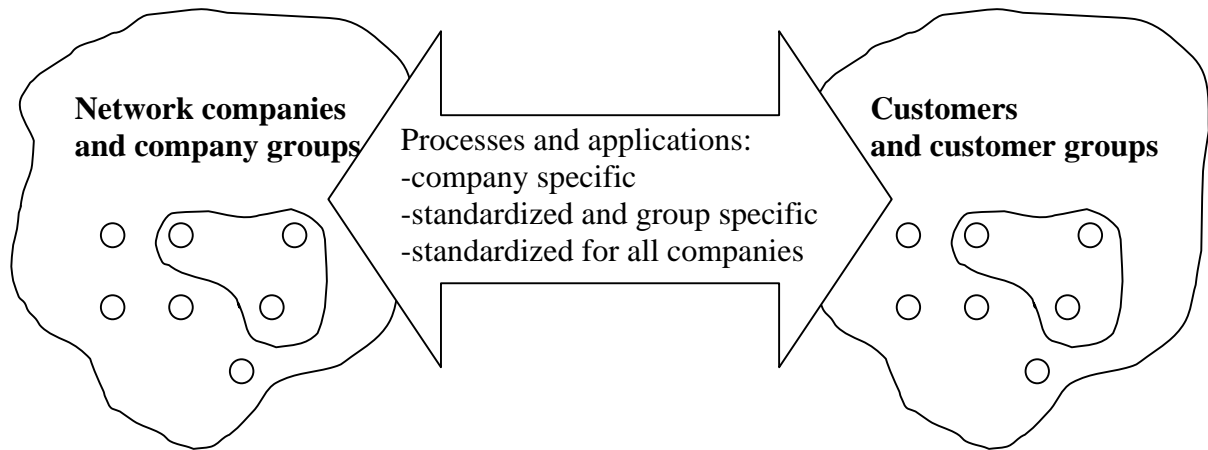 Network companies
and company groups
Processes and applications:
-company specific
-standardized and group specific
-standardized for all companies
Customers
and customer groups